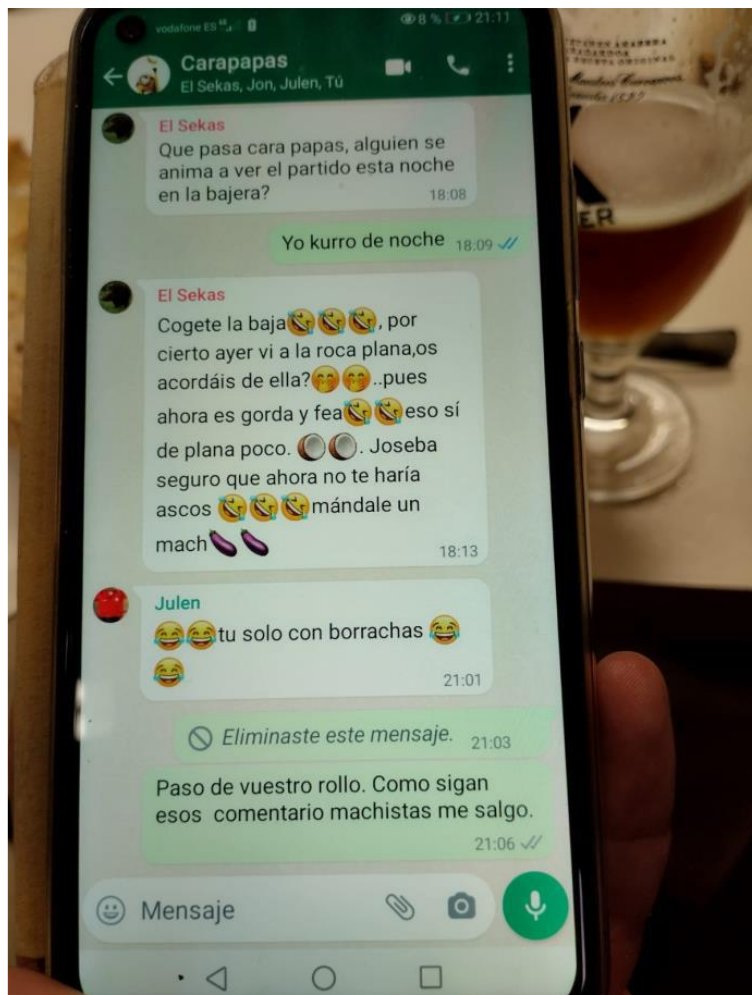 vodafone ES
8 % 21:11
Carapapas
El Sekas, Jon, Julen, Tú
El Sekas
Que pasa cara papas, alguien se
anima a ver el partido esta noche
en la bajera?
18:08
Yo kurro de noche 18:09
El Sekas
Cogete la baja🤣🤣🤣, por
cierto ayer vi a la roca plana,os
acordáis de ella?🤭🤭..pues
ahora es gorda y fea🤣🤣eso sí
de plana poco. 🥥🥥. Joseba
seguro que ahora no te haría
ascos 🤣🤣🤣mándale un
mach🍆🍆
18:13
Julen
😂😂tu solo con borrachas 😂
😂
21:01
Eliminaste este mensaje. 21:03
Paso de vuestro rollo. Como sigan
esos comentario machistas me salgo.
21:06
Mensaje